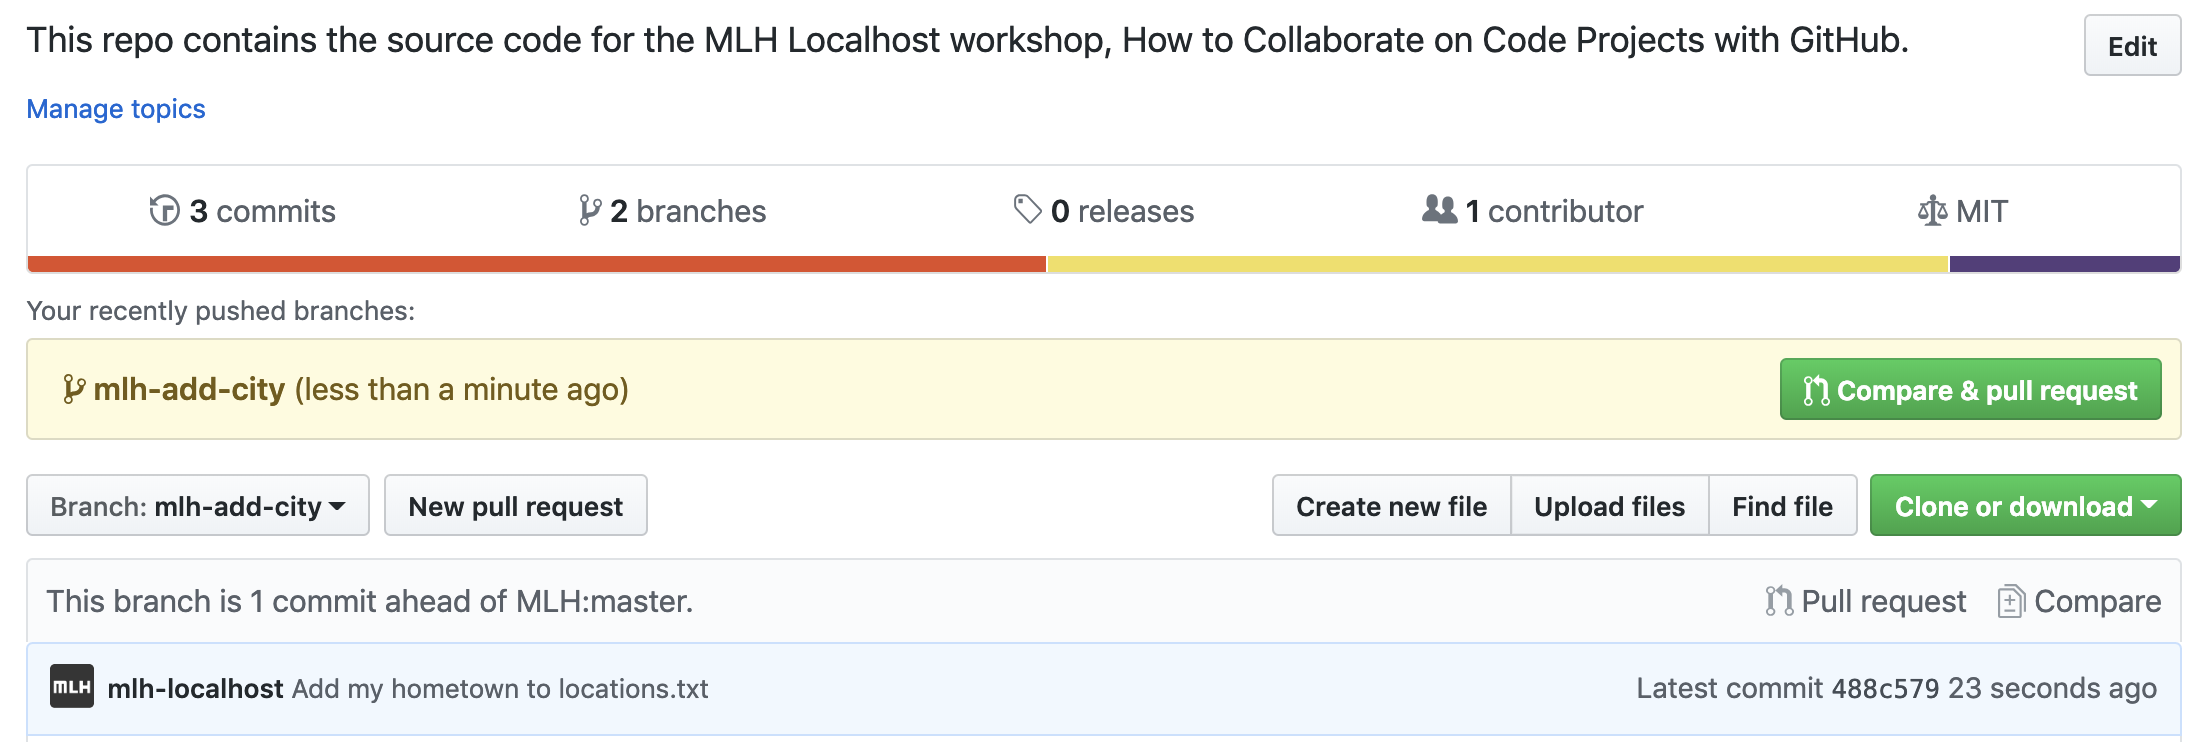 This repo contains the source code for the MLH Localhost workshop, How to Collaborate on Code Projects with GitHub.
Edit
Manage topics
3 commits
2 branches
0 releases
1 contributor
MIT
Your recently pushed branches:
mlh-add-city (less than a minute ago)
Compare & pull request
Branch: mlh-add-city
New pull request
Create new file
Upload files
Find file
Clone or download
This branch is 1 commit ahead of MLH:master.
Pull request
Compare
MLH
mlh-localhost Add my hometown to locations.txt
Latest commit 488c579 23 seconds ago